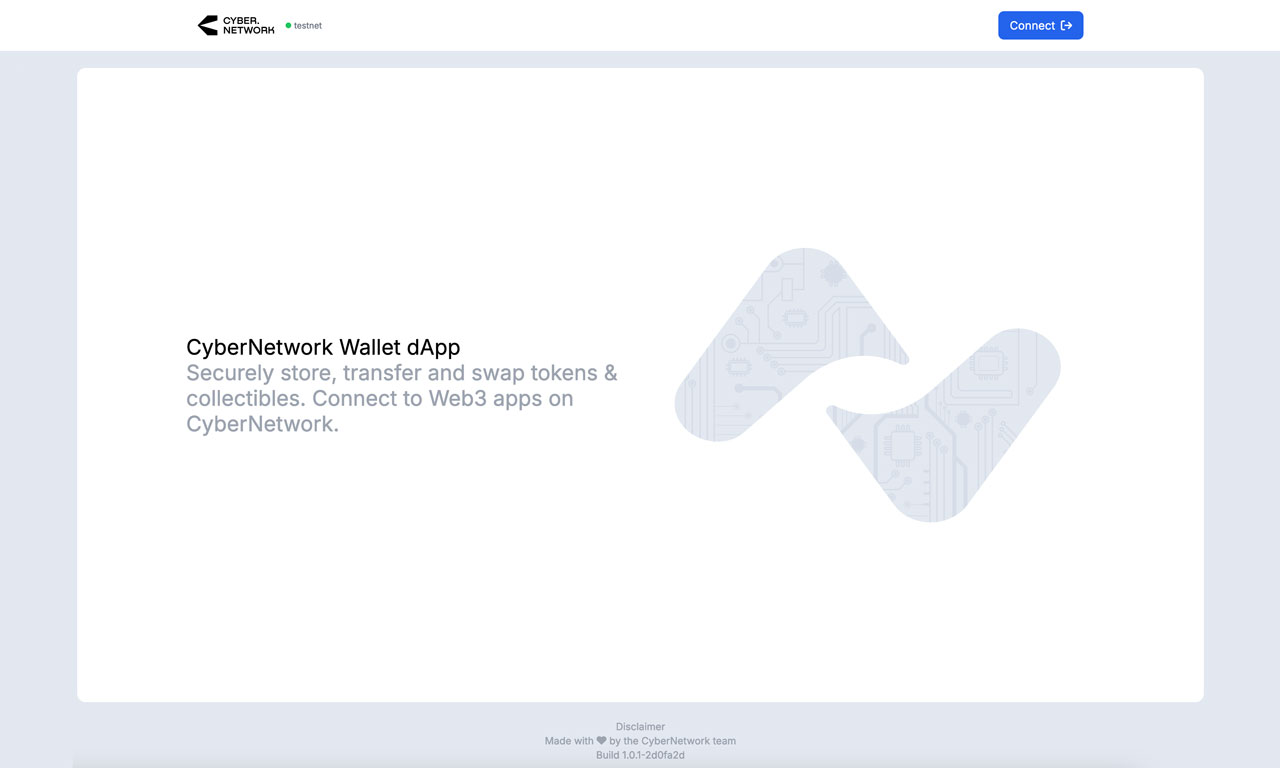 CYBER.
NETWORK
testnet
Connect
CyberNetwork Wallet dApp
Securely store, transfer and swap tokens &
collectibles. Connect to Web3 apps on
CyberNetwork.
Disclaimer
Made with ❤ by the CyberNetwork team
Build 1.0.1-2d0fa2d